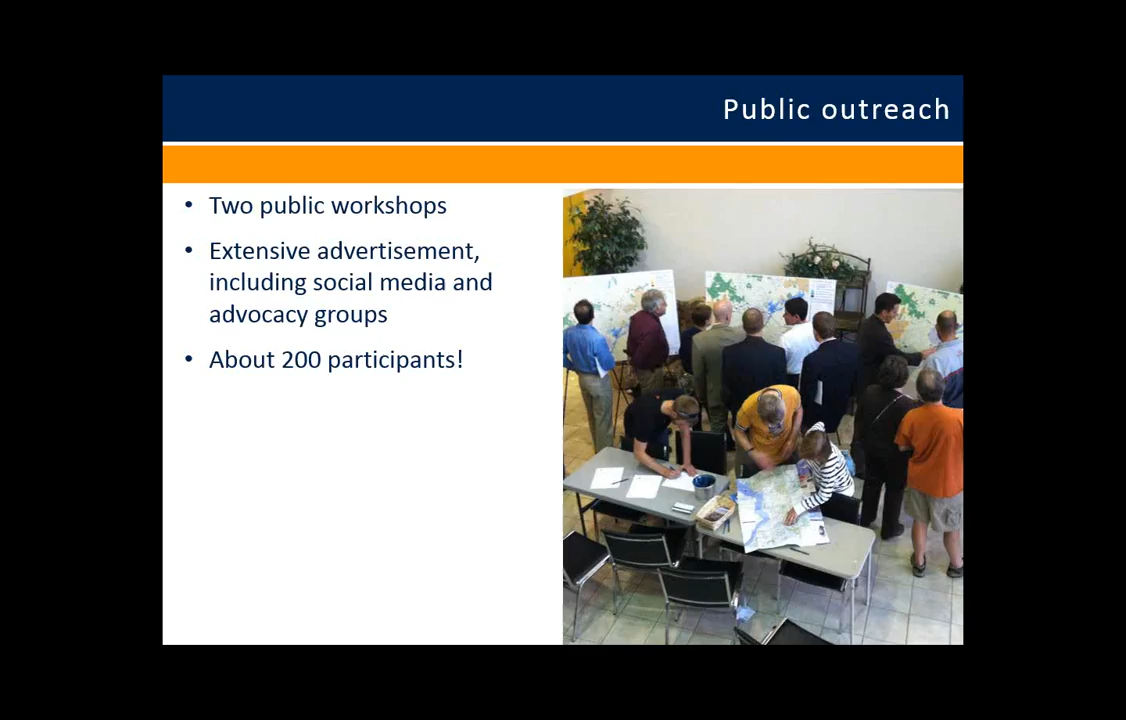 Public outreach
• Two public workshops
• Extensive advertisement,
including social media and
advocacy groups
• About 200 participants!